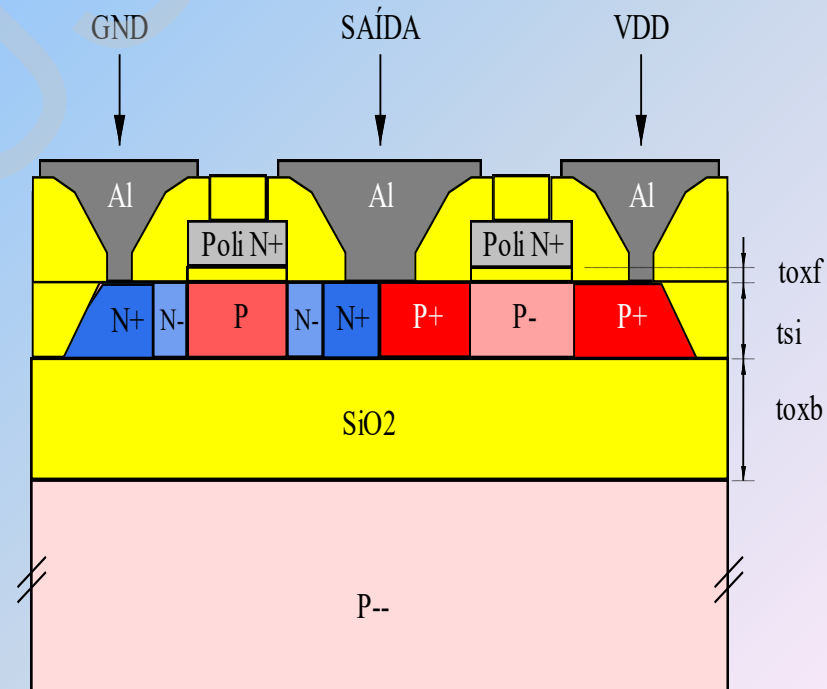 GND SAÍDA VDD
Al Al Al
Poli N+ Poli N+
toxf
N+ N- P N- N+ P+ P- P+
tsi
toxb
SiO2
P--